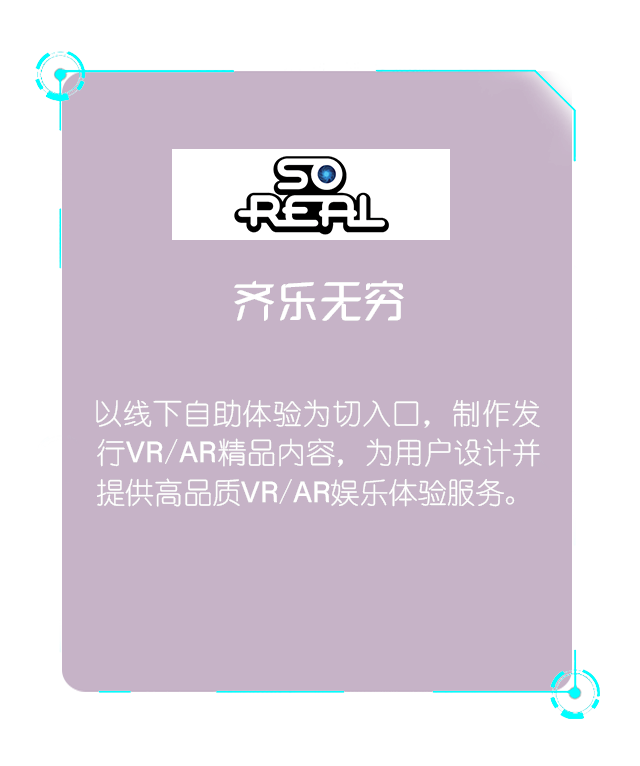 SO
REAL
齐乐无穷
以线下自助体验为切入口，制作发
行VR/AR精品内容，为用户设计并
提供高品质VR/AR娱乐体验服务。